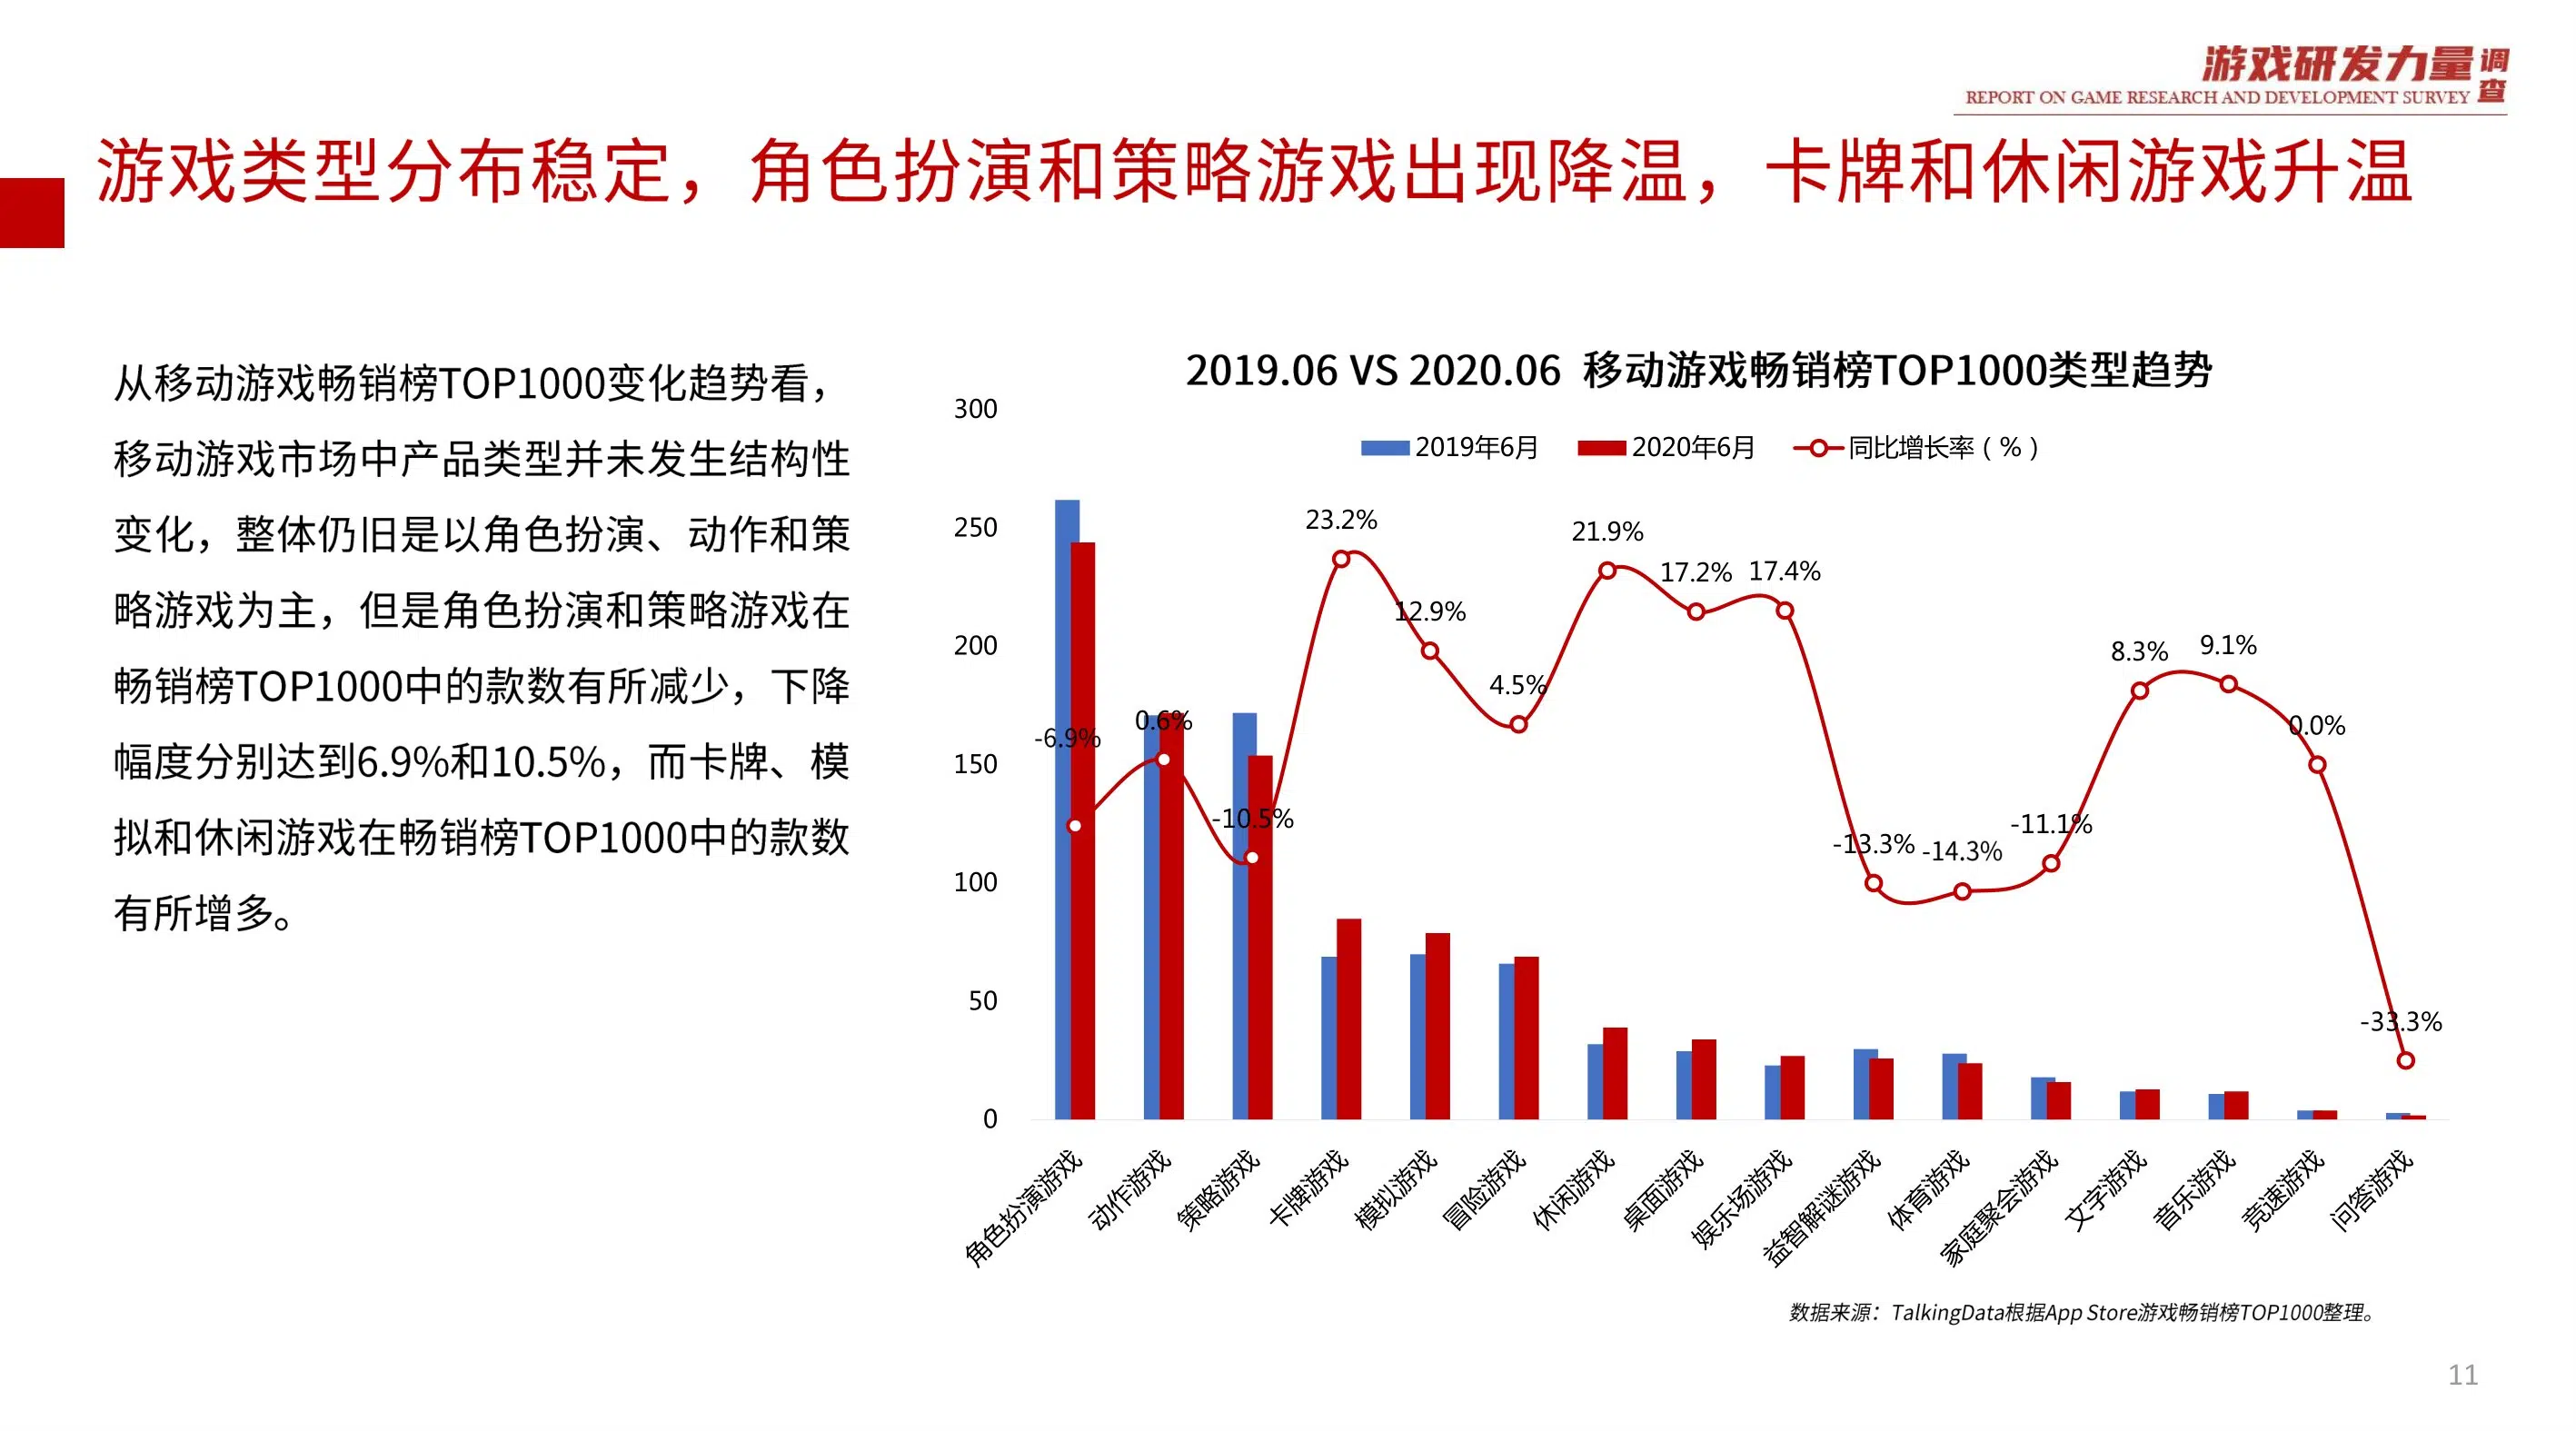 游戏研发力量调查
REPORT ON GAME RESEARCH AND DEVELOPMENT SURVEY
游戏类型分布稳定，角色扮演和策略游戏出现降温，卡牌和休闲游戏升温
从移动游戏畅销榜TOP1000变化趋势看，
移动游戏市场中产品类型并未发生结构性
变化，整体仍旧是以角色扮演、动作和策
略游戏为主，但是角色扮演和策略游戏在
畅销榜TOP1000中的款数有所减少，下降
幅度分别达到6.9%和10.5%，而卡牌、模
拟和休闲游戏在畅销榜TOP1000中的款数
有所增多。
2019.06 VS 2020.06 移动游戏畅销榜TOP1000类型趋势
2019年6月 2020年6月 同比增长率（%）
300
250
200
150
100
50
0
-6.9%
0.6%
-10.5%
23.2%
12.9%
4.5%
21.9%
17.2%
17.4%
-13.3%
-14.3%
-11.1%
8.3%
9.1%
0.0%
-33.3%
角色扮演游戏
动作游戏
策略游戏
卡牌游戏
模拟游戏
冒险游戏
休闲游戏
桌面游戏
娱乐场游戏
益智解谜游戏
体育游戏
家庭聚会游戏
文字游戏
音乐游戏
竞速游戏
问答游戏
数据来源：TalkingData根据App Store游戏畅销榜TOP1000整理。
11